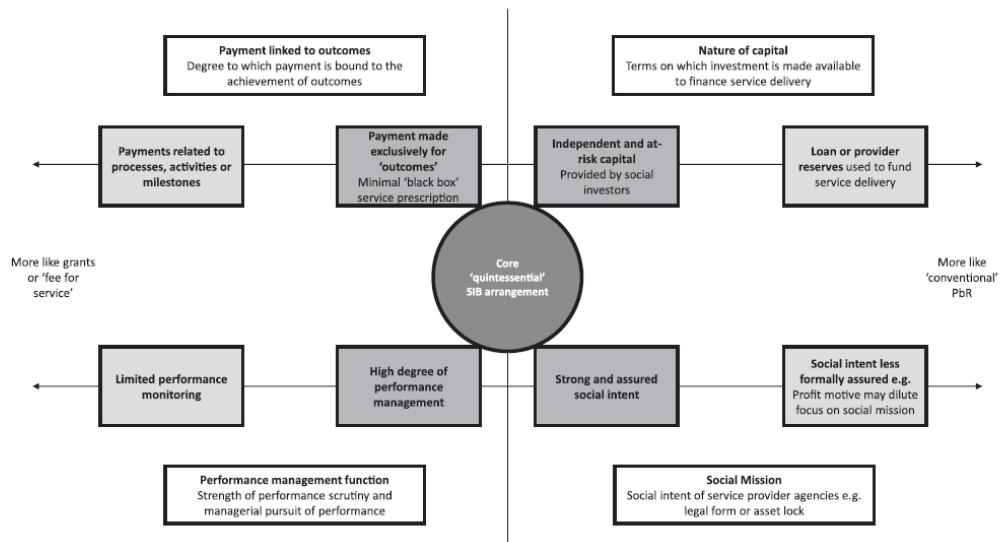 Payment linked to outcomes
Degree to which payment is bound to the
achievement of outcomes
Nature of capital
Terms on which investment is made available
to finance service delivery
Payments related to
processes, activities or
milestones
Payment made
exclusively for
‘outcomes’
Minimal ‘black box’
service prescription
Independent and at-
risk capital
Provided by social
investors
Loan or provider
reserves used to fund
service delivery
More like grants
or ‘fee for
service’
Core
‘quintessential’
SIB arrangement
More like
‘conventional’
PbR
Limited performance
monitoring
High degree of
performance
management
Strong and assured
social intent
Social intent less
formally assured e.g.
Profit motive may dilute
focus on social mission
Performance management function
Strength of performance scrutiny and
managerial pursuit of performance
Social Mission
Social intent of service provider agencies e.g.
legal form or asset lock